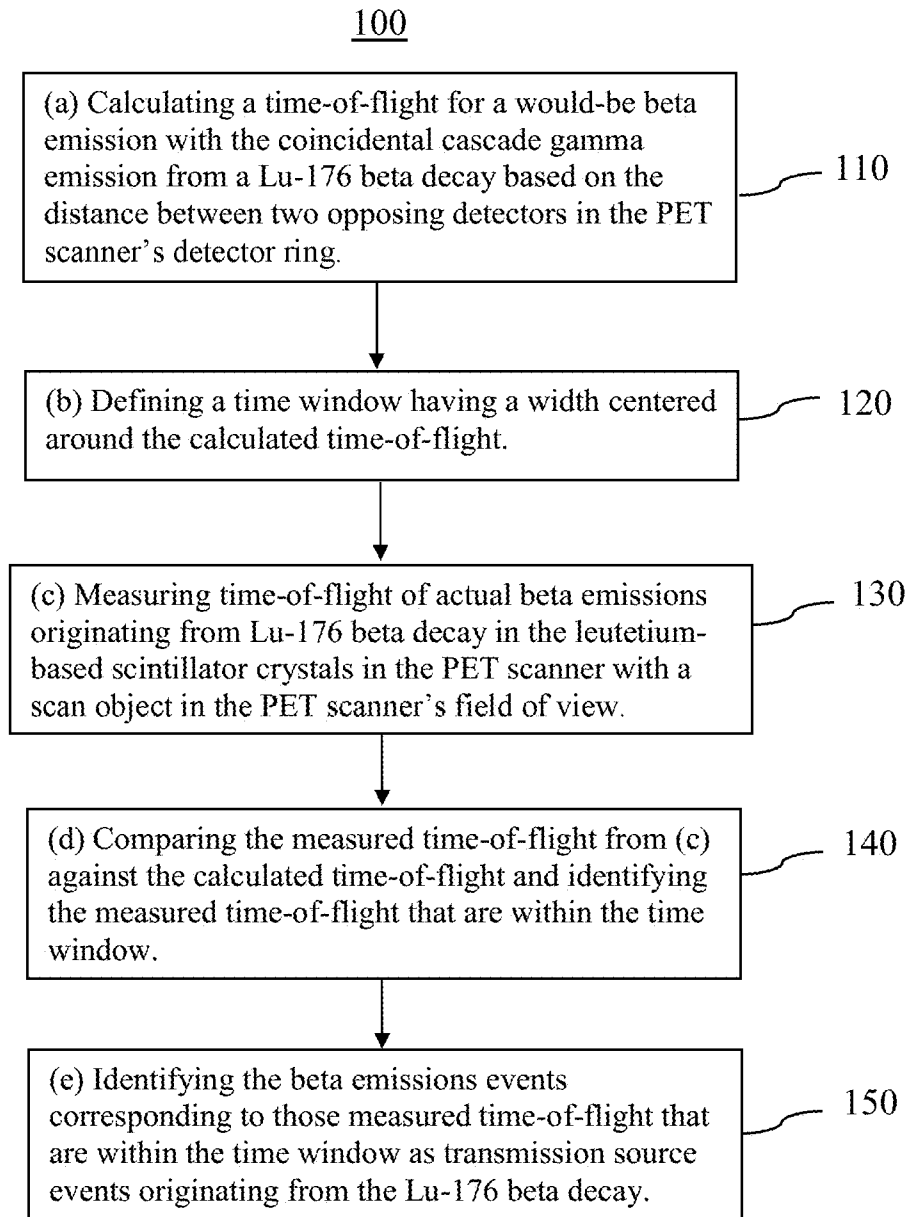 100
(a) Calculating a time-of-flight for a would-be beta
emission with the coincidental cascade gamma
emission from a Lu-176 beta decay based on the
distance between two opposing detectors in the PET
scanner's detector ring.
110
(b) Defining a time window having a width centered
around the calculated time-of-flight.
120
(c) Measuring time-of-flight of actual beta emissions
originating from Lu-176 beta decay in the leutetium-
based scintillator crystals in the PET scanner with a
scan object in the PET scanner's field of view.
130
(d) Comparing the measured time-of-flight from (c)
against the calculated time-of-flight and identifying
the measured time-of-flight that are within the time
window.
140
(e) Identifying the beta emissions events
corresponding to those measured time-of-flight that
are within the time window as transmission source
events originating from the Lu-176 beta decay.
150